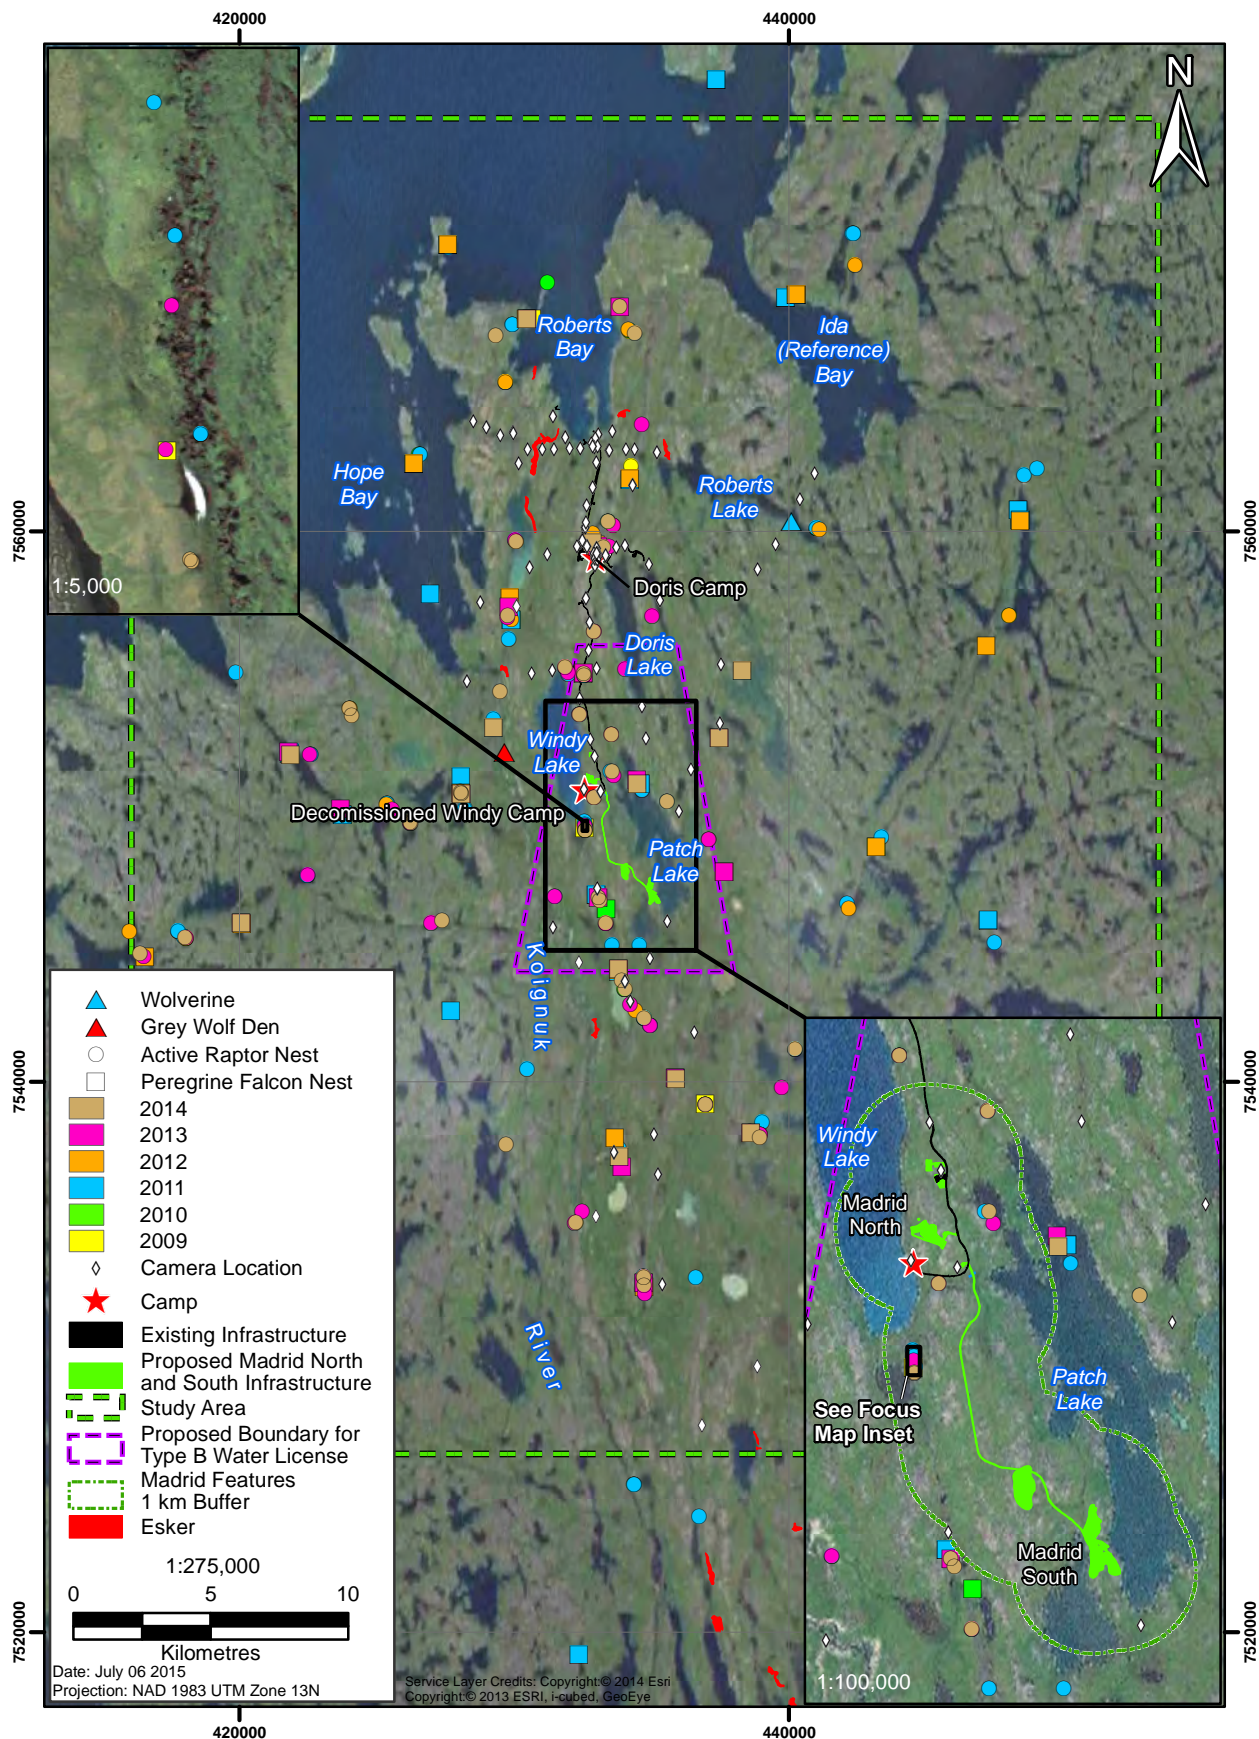 420000
440000
N
1:5,000
Roberts
Bay
Ida
(Reference)
Bay
Hope
Bay
Roberts
Lake
7560000
7560000
Doris Camp
Doris
Lake
Windy
Lake
Decomissioned Windy Camp
Patch
Lake
Koignuk
River
7540000
7540000
Wolverine
Grey Wolf Den
Active Raptor Nest
Peregrine Falcon Nest
2014
2013
2012
2011
2010
2009
Camera Location
Camp
Existing Infrastructure
Proposed Madrid North
and South Infrastructure
Study Area
Proposed Boundary for
Type B Water License
Madrid Features
1 km Buffer
Esker
1:275,000
0 5 10
Kilometres
Date: July 06 2015
Projection: NAD 1983 UTM Zone 13N
Service Layer Credits: Copyright:© 2014 Esri
Copyright:© 2013 ESRI, i-cubed, GeoEye
Windy
Lake
Madrid
North
Patch
Lake
See Focus
Map Inset
Madrid
South
1:100,000
7520000
7520000
420000
440000